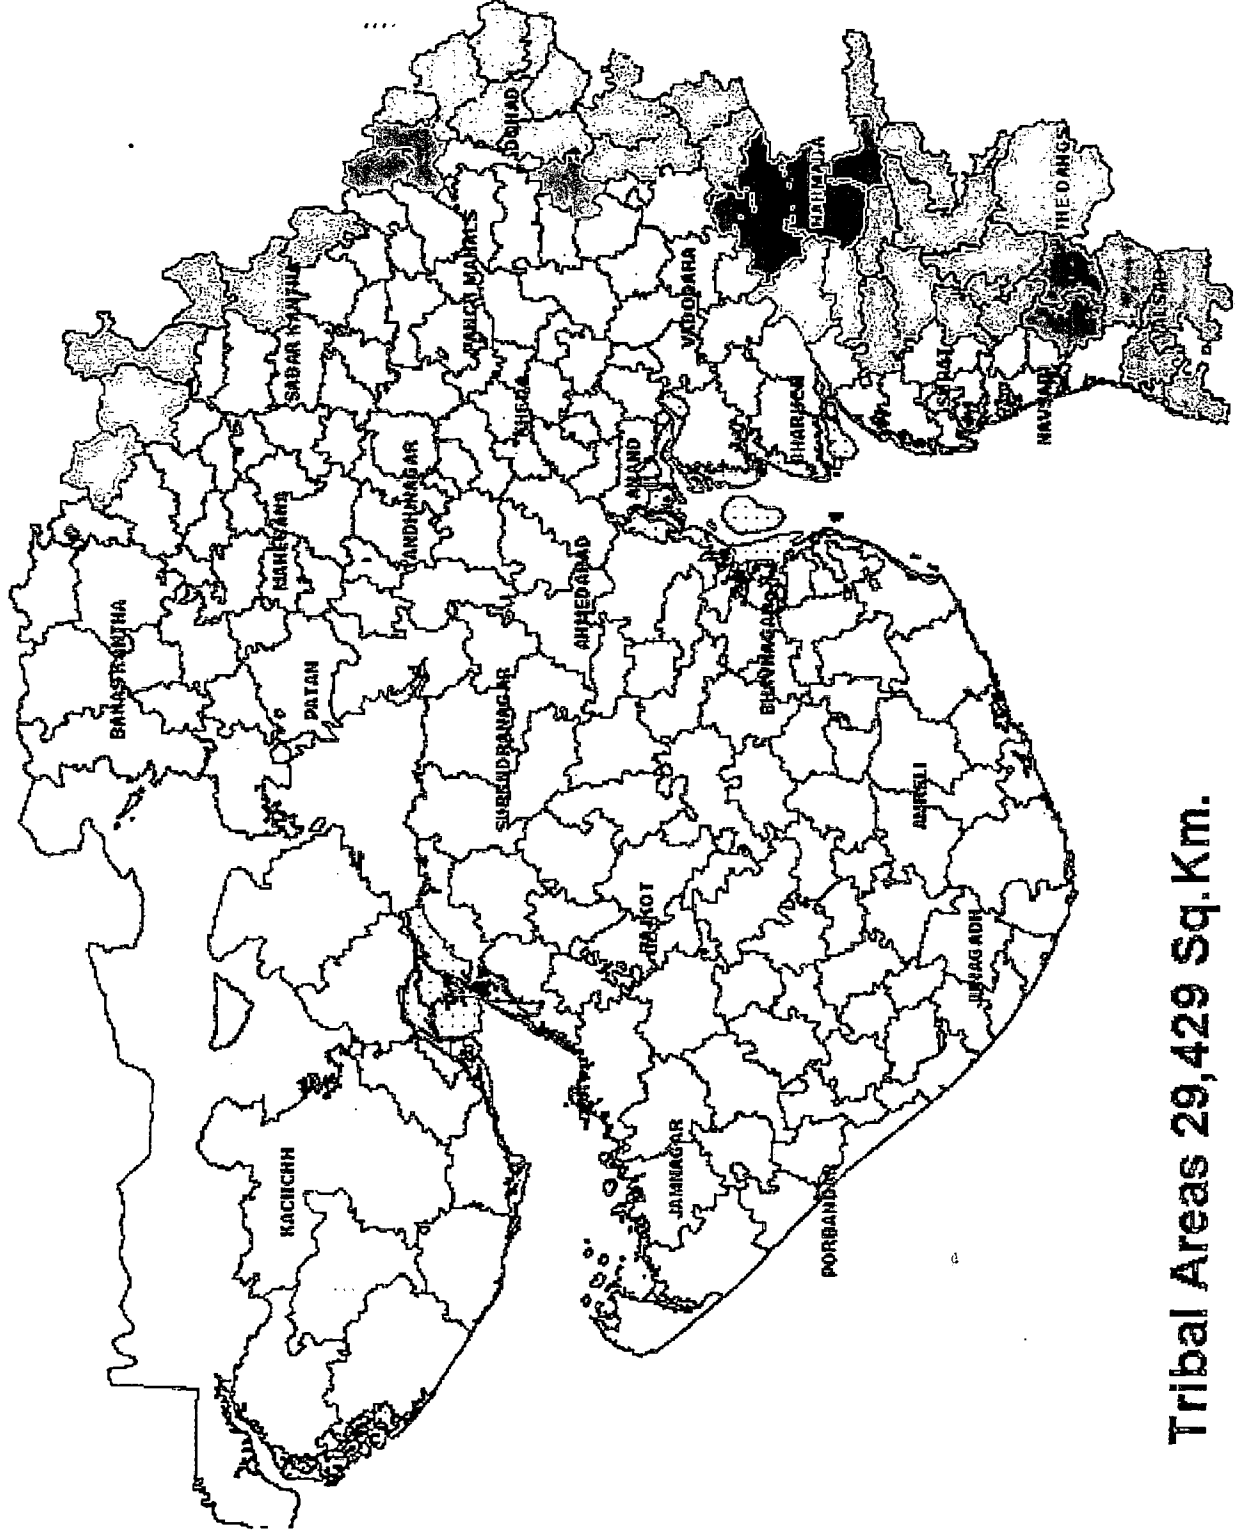 KACHCHH
JAMNAGAR
PORBANDAR
RAJKOT
JUNAGADH
AMRELI
SURENDRANAGAR
BHAVNAGAR
PATAN
BANASKANTHA
MAHESANA
GANDHINAGAR
AHMEDABAD
ANAND
KHEDA
SABAR KANTHA
PANCH MAHALS
DOHAD
VADODARA
BHARUCH
NARMADA
SURAT
NAVSARI
THE DANGS
VALSAD
Tribal Areas 29,429 Sq.Km.